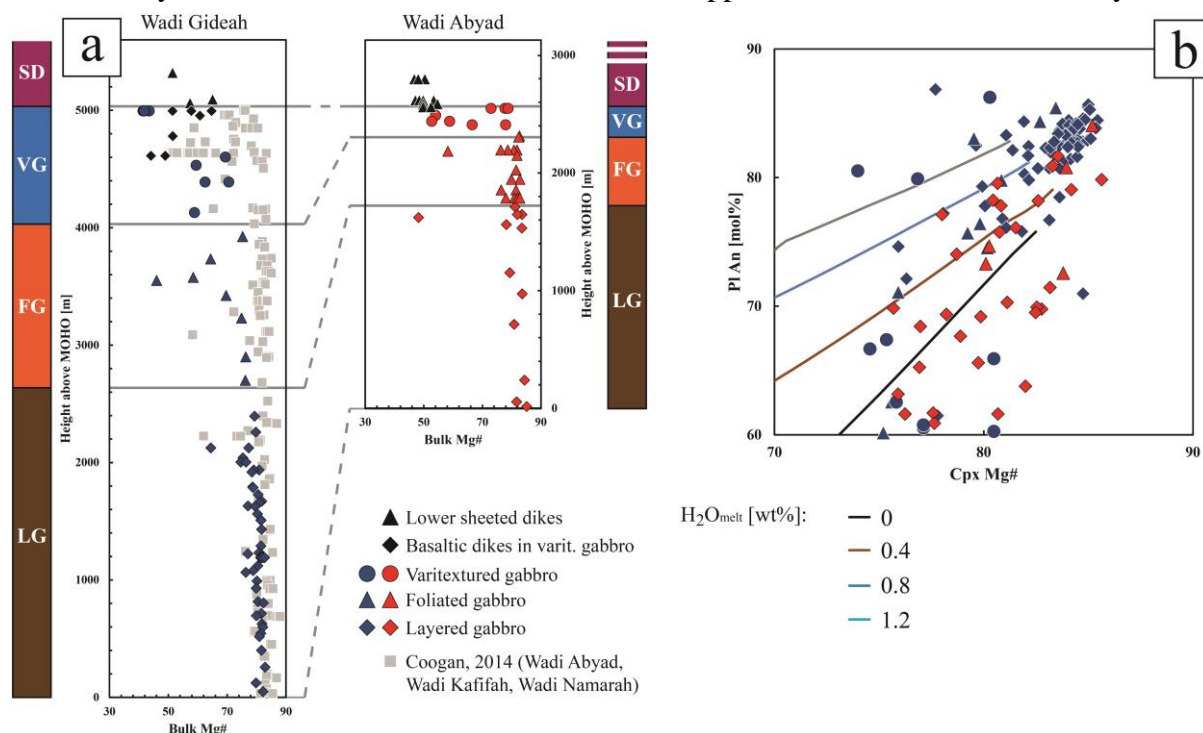 Wadi Gideah
Wadi Abyad
a
b
SD
VG
FG
LG
SD
VG
FG
LG
5000
4000
3000
2000
1000
0
Height above MOHO [m]
30 50 70 90
Bulk Mg#
3000
2000
1000
0
Height above MOHO [m]
30 50 70 90
Bulk Mg#
Lower sheeted dikes
Basaltic dikes in varit. gabbro
Varitextured gabbro
Foliated gabbro
Layered gabbro
Coogan, 2014 (Wadi Abyad,
Wadi Kafifah, Wadi Namarah)
90
80
70
60
Pl An [mol%]
70 80 90
Cpx Mg#
H2Omelt [wt%]:
0
0.4
0.8
1.2